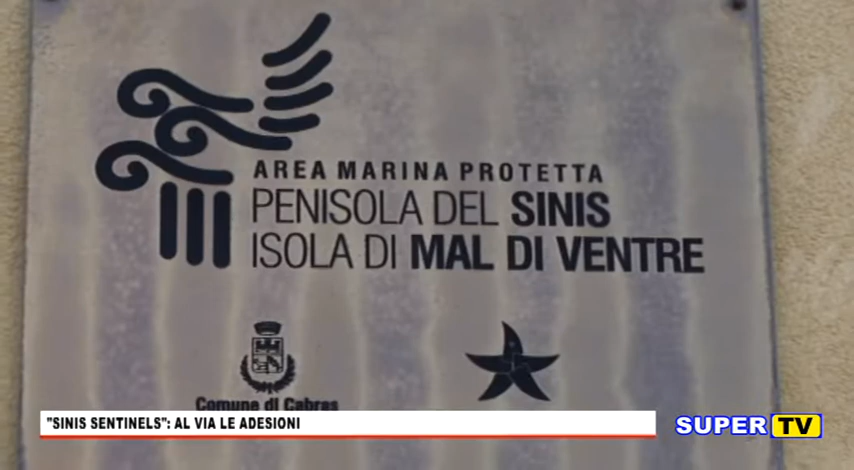 AREA MARINA PROTETTA
PENISOLA DEL SINIS
ISOLA DI MAL DI VENTRE
Comune di Cabras
"SINIS SENTINELS": AL VIA LE ADESIONI
SUPER TV